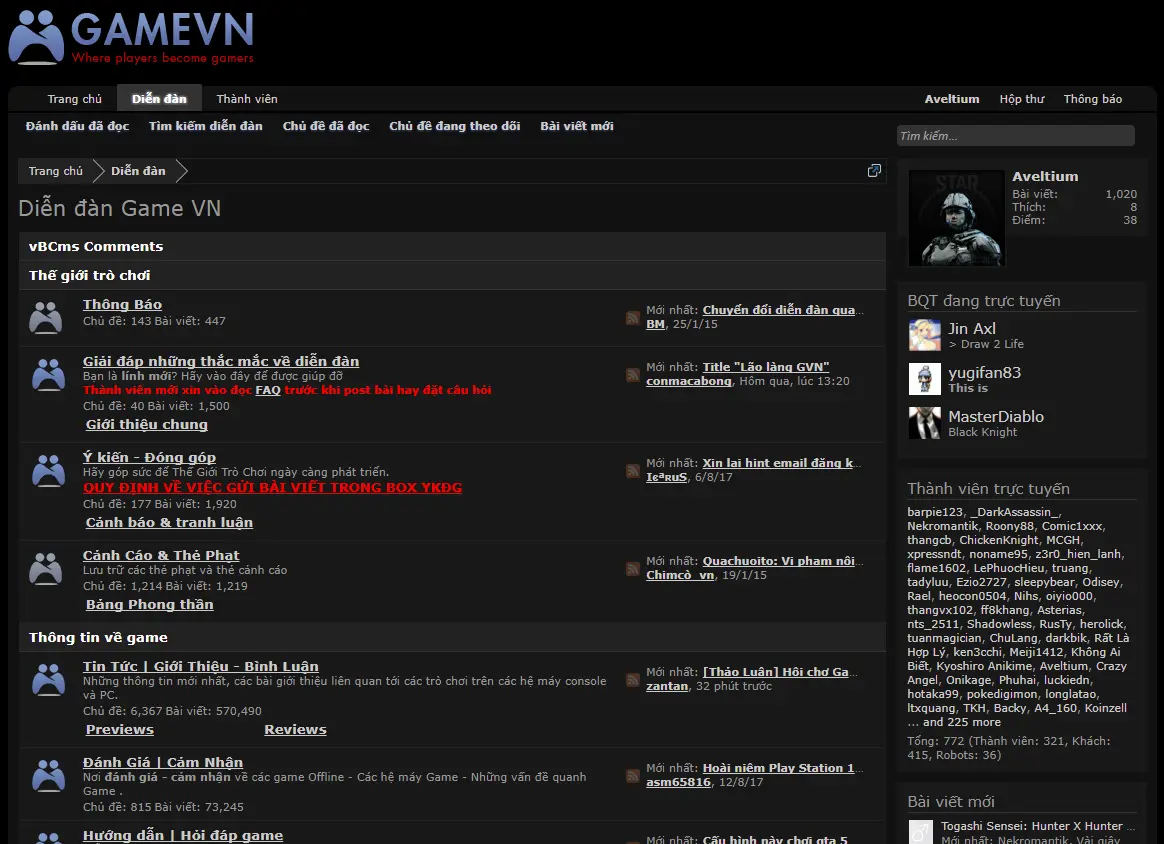 GAMEVN
Where players become gamers
Trang chủ
Diễn đàn
Thành viên
Aveltium
Hộp thư
Thông báo
Đánh dấu đã đọc
Tìm kiếm diễn đàn
Chủ đề đã đọc
Chủ đề đang theo dõi
Bài viết mới
Tìm kiếm...
Trang chủ
Diễn đàn
Diễn đàn Game VN
vBCms Comments
Thế giới trò chơi
Thông Báo
Chủ đề: 143 Bài viết: 447
Mới nhất: Chuyển đổi diễn đàn qua...
BM, 25/1/15
Giải đáp những thắc mắc về diễn đàn
Bạn là lính mới? Hãy vào đây để được giúp đỡ
Thành viên mới xin vào đọc FAQ trước khi post bài hay đặt câu hỏi
Chủ đề: 40 Bài viết: 1,500
Giới thiệu chung
Mới nhất: Title "Lão làng GVN"
conmacabong, Hôm qua, lúc 13:20
Ý kiến - Đóng góp
Hãy góp sức để Thế Giới Trò Chơi ngày càng phát triển.
QUY ĐỊNH VỀ VIỆC GỬI BÀI VIẾT TRONG BOX YKĐG
Chủ đề: 177 Bài viết: 1,920
Cảnh báo & tranh luận
Mới nhất: Xin lại hint email đăng k...
IєªʀuS, 6/8/17
Cảnh Cáo & Thẻ Phạt
Lưu trữ các thẻ phạt và thẻ cảnh cáo
Chủ đề: 1,214 Bài viết: 1,219
Bảng Phong thần
Mới nhất: Quachuoito: Vi phạm nội...
Chimcò_vn, 19/1/15
Thông tin về game
Tin Tức | Giới Thiệu - Bình Luận
Những thông tin mới nhất, các bài giới thiệu liên quan tới các trò chơi trên các hệ máy console
và PC.
Chủ đề: 6,367 Bài viết: 570,490
Previews
Reviews
Mới nhất: [Thảo Luận] Hội chợ Ga...
zantan, 32 phút trước
Đánh Giá | Cảm Nhận
Nơi đánh giá - cảm nhận về các game Offline - Các hệ máy Game - Những vấn đề quanh
Game .
Chủ đề: 815 Bài viết: 73,245
Mới nhất: Hoài niệm Play Station 1...
asm65816, 12/8/17
Hướng dẫn | Hỏi đáp game
Mới nhất: Cấu hình này chơi gta 5
STAR
Aveltium
Bài viết: 1,020
Thích: 8
Điểm: 38
BQT đang trực tuyến
Jin Axl
> Draw 2 Life
yugifan83
This is
MasterDiablo
Black Knight
Thành viên trực tuyến
barpie123, _DarkAssassin_,
Nekromantik, Roony88, Comic1xxx,
thangcb, ChickenKnight, MCGH,
xpressndt, noname95, z3r0_hien_lanh,
flame1602, LePhuocHieu, truang,
tadyluu, Ezio2727, sleepybear, Odisey,
Rael, heocon0504, Nihs, oiyio000,
thangvx102, ff8khang, Asterias,
nts_2511, Shadowless, RusTy, herolick,
tuanmagician, ChuLang, darkbik, Rất Là
Hợp Lý, ken3cchi, Meiji1412, Không Ai
Biết, Kyoshiro Anikime, Aveltium, Crazy
Angel, Onikage, Phuhai, luckiedn,
hotaka99, pokedigimon, longlatao,
ltxquang, TKH, Backy, A4_160, Koinzell
... and 225 more
Tổng: 772 (Thành viên: 321, Khách:
415, Robots: 36)
Bài viết mới
Togashi Sensei: Hunter X Hunter ...
Mới nhất: Nekromantik, Vài giây